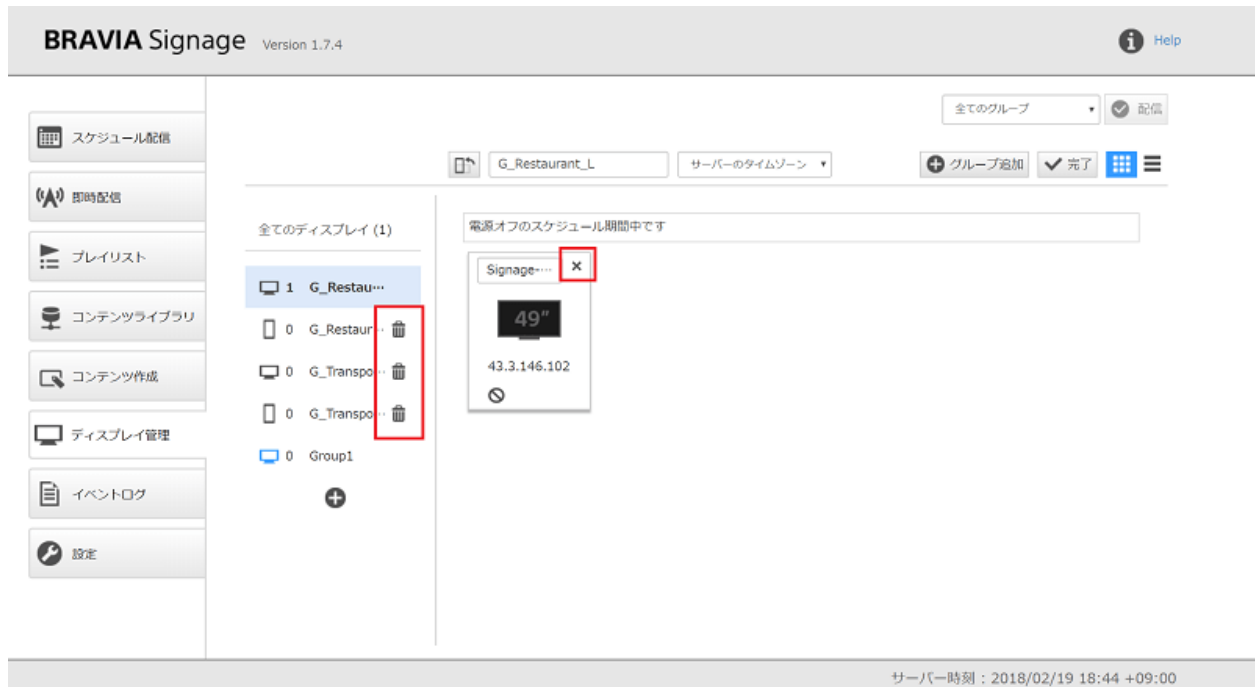 BRAVIA Signage Version 1.7.4
Help
全てのグループ
配信
G_Restaurant_L
サーバーのタイムゾーン
グループ追加
完了
スケジュール配信
即時配信
プレイリスト
コンテンツライブラリ
コンテンツ作成
ディスプレイ管理
イベントログ
設定
全てのディスプレイ (1)
1 G_Restau…
0 G_Restaur…
0 G_Transpo…
0 G_Transpo…
0 Group1
電源オフのスケジュール期間中です
Signage-…
49"
43.3.146.102
サーバー時刻 : 2018/02/19 18:44 +09:00